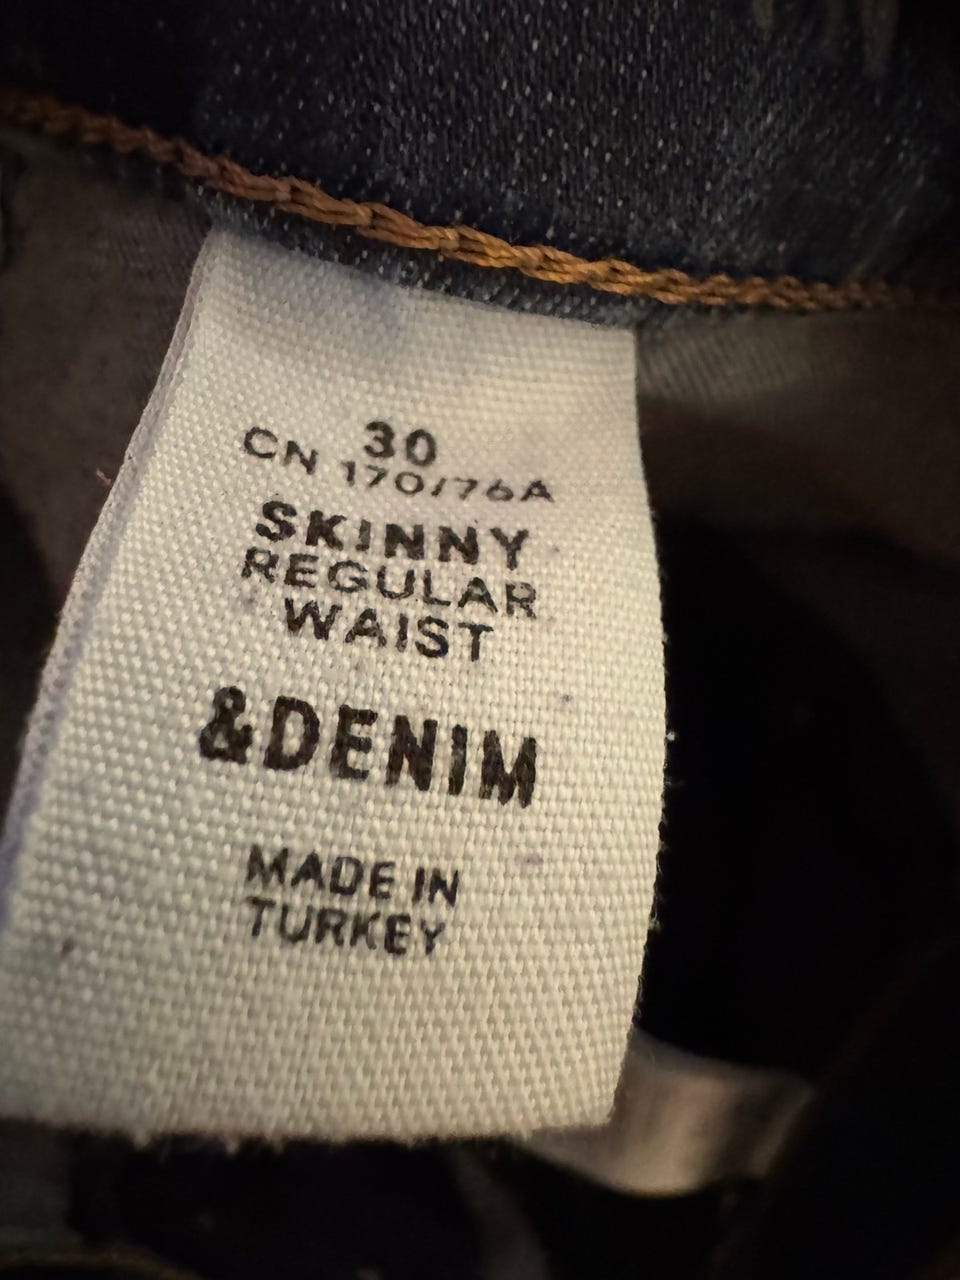 30
CN 170/76A
SKINNY
REGULAR
WAIST
&DENIM
MADE IN
TURKEY